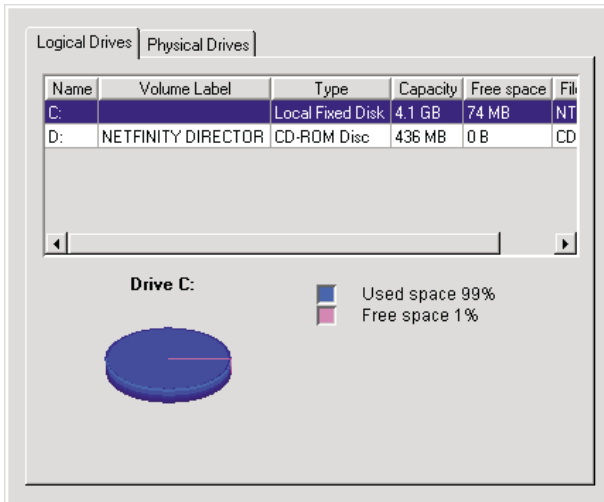 Logical Drives Physical Drives
Name Volume Label Type Capacity Free space File
C: Local Fixed Disk 4.1 GB 74 MB NT
D: NETFINITY DIRECTOR CD-ROM Disc 436 MB 0 B CD
Drive C:
Used space 99%
Free space 1%